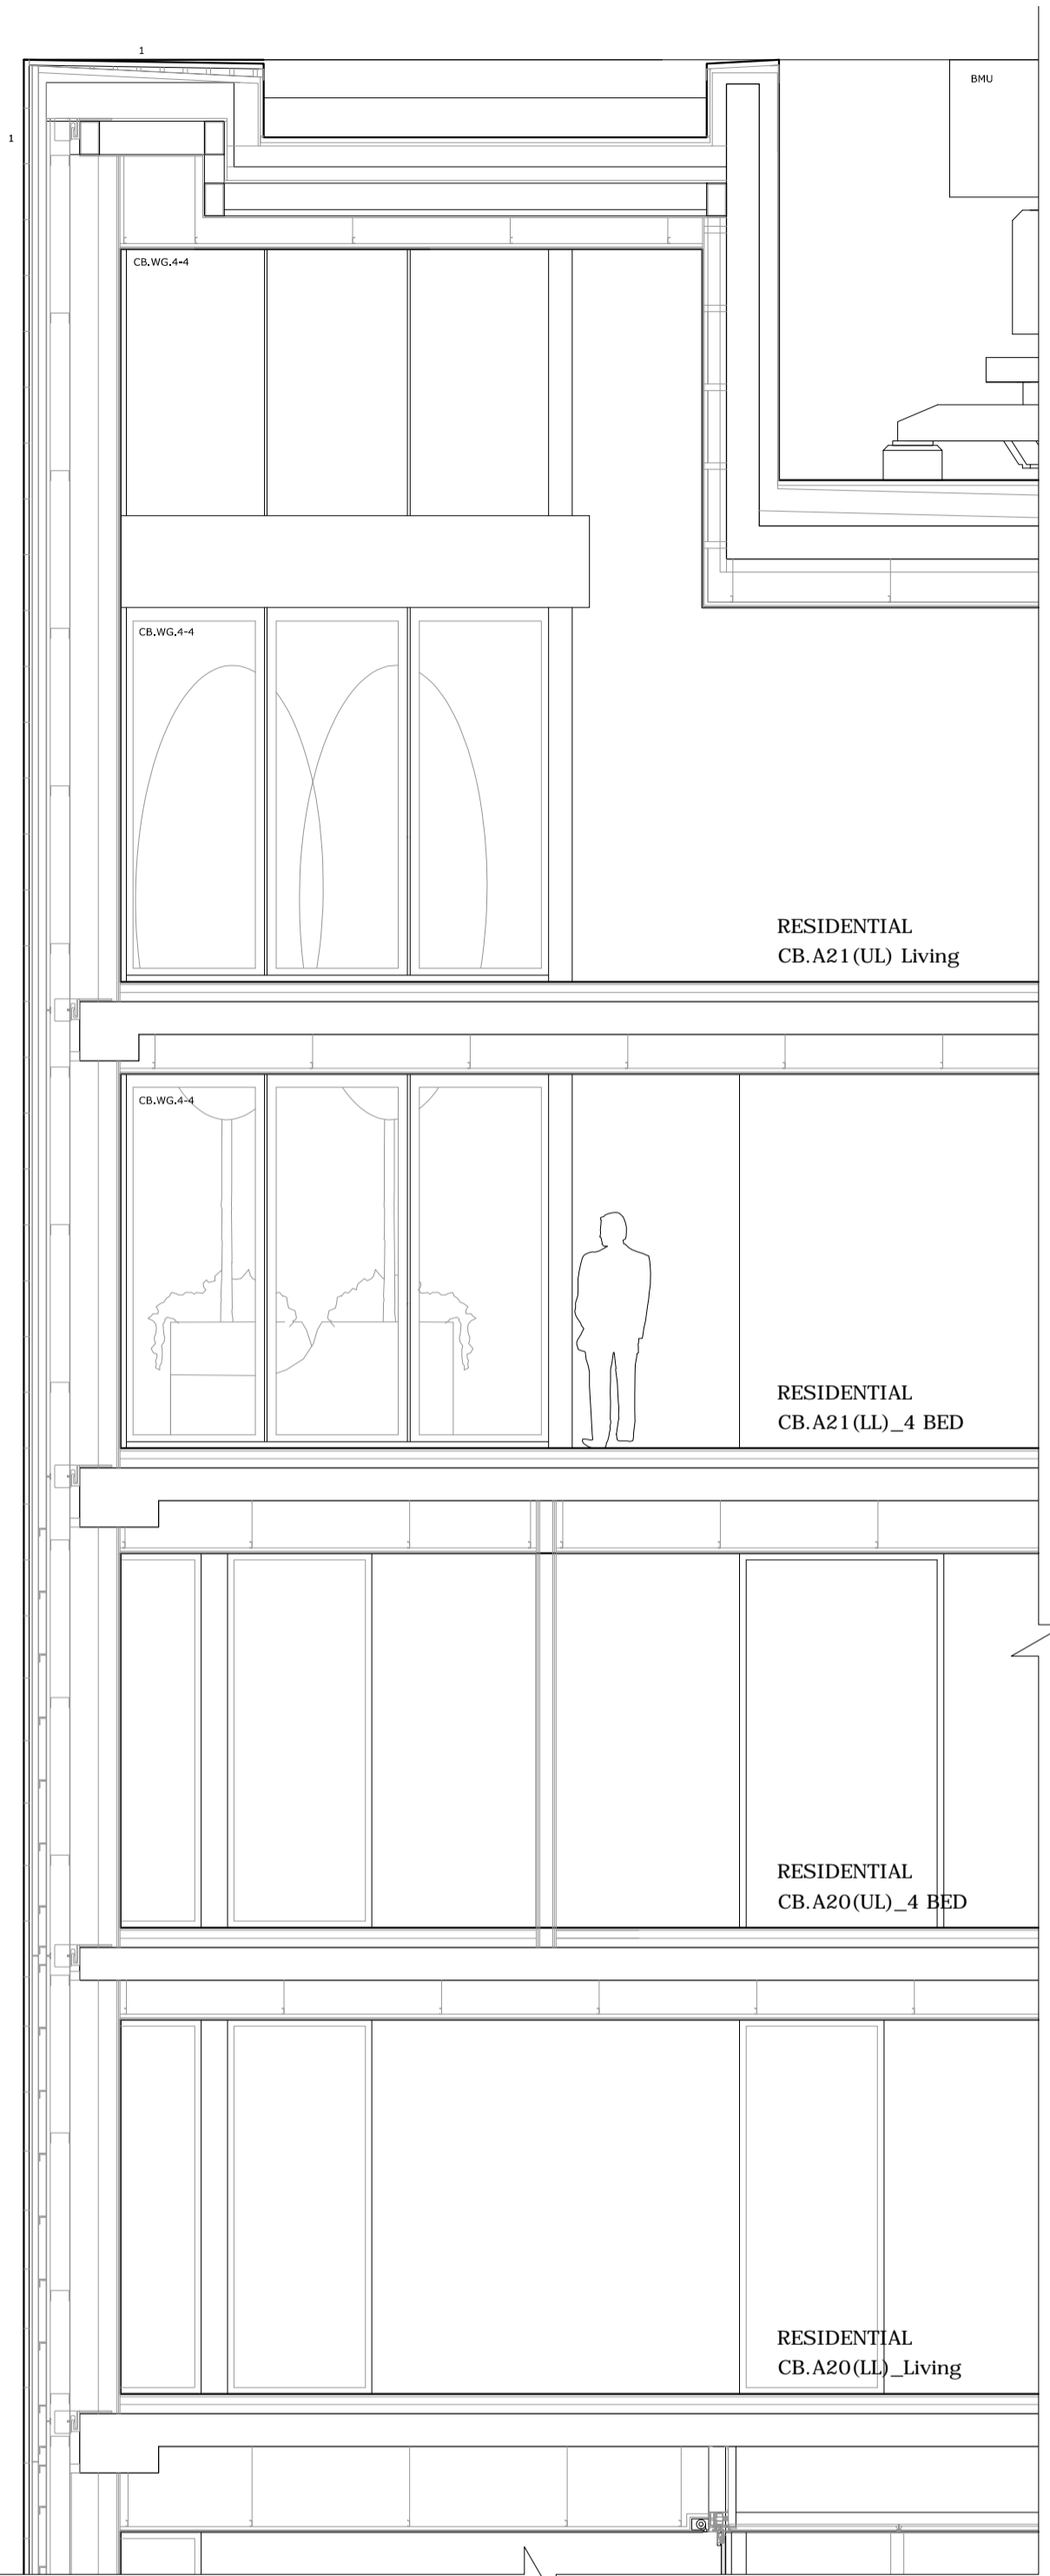 1
BMU
1
CB.WG.4-4
CB.WG.4-4
RESIDENTIAL
CB.A21(UL) Living
CB.WG.4-4
RESIDENTIAL
CB.A21(LL)_4 BED
RESIDENTIAL
CB.A20(UL)_4 BED
RESIDENTIAL
CB.A20(LL)_Living